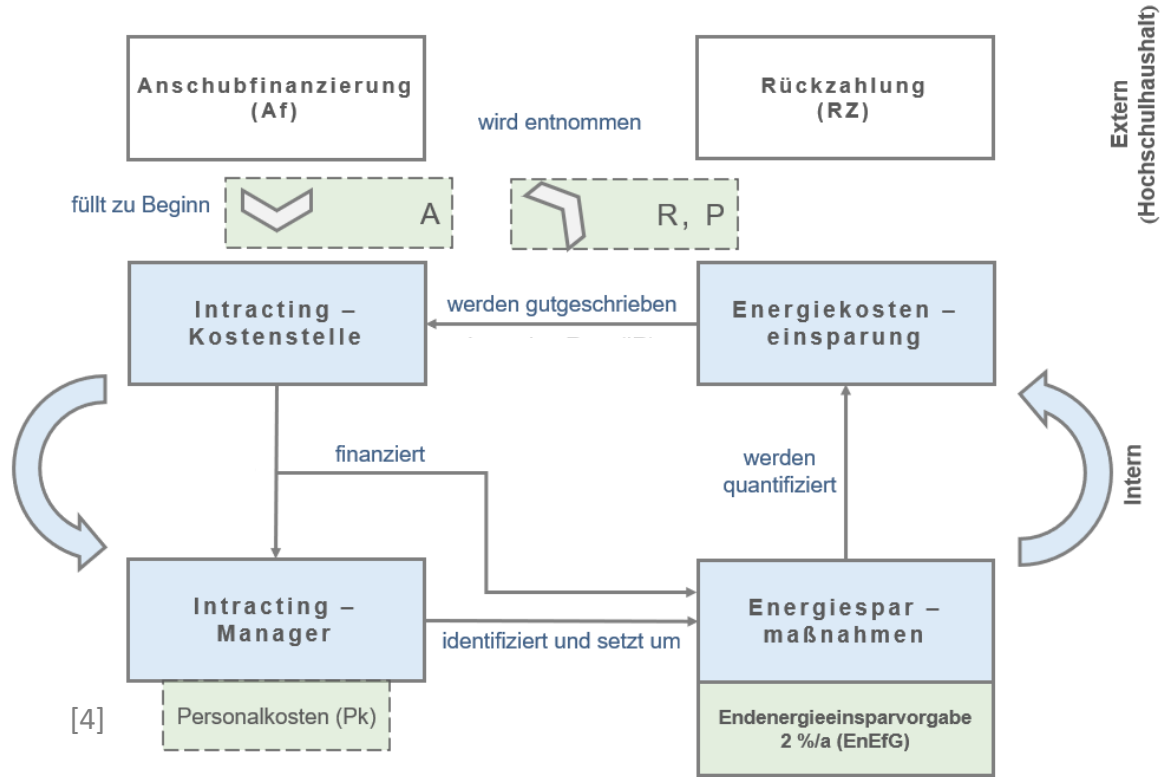 Anschubfinanzierung
(Af)
wird entnommen
Rückzahlung
(RZ)
Extern
(Hochschulhaushalt)
füllt zu Beginn
A
R, P
Intracting –
Kostenstelle
werden gutgeschrieben
Energiekosten –
einsparung
finanziert
werden
quantifiziert
Intern
Intracting –
Manager
identifiziert und setzt um
Energiespar –
maßnahmen
[4]
Personalkosten (Pk)
Endenergieeinsparvorgabe
2 %/a (EnEfG)